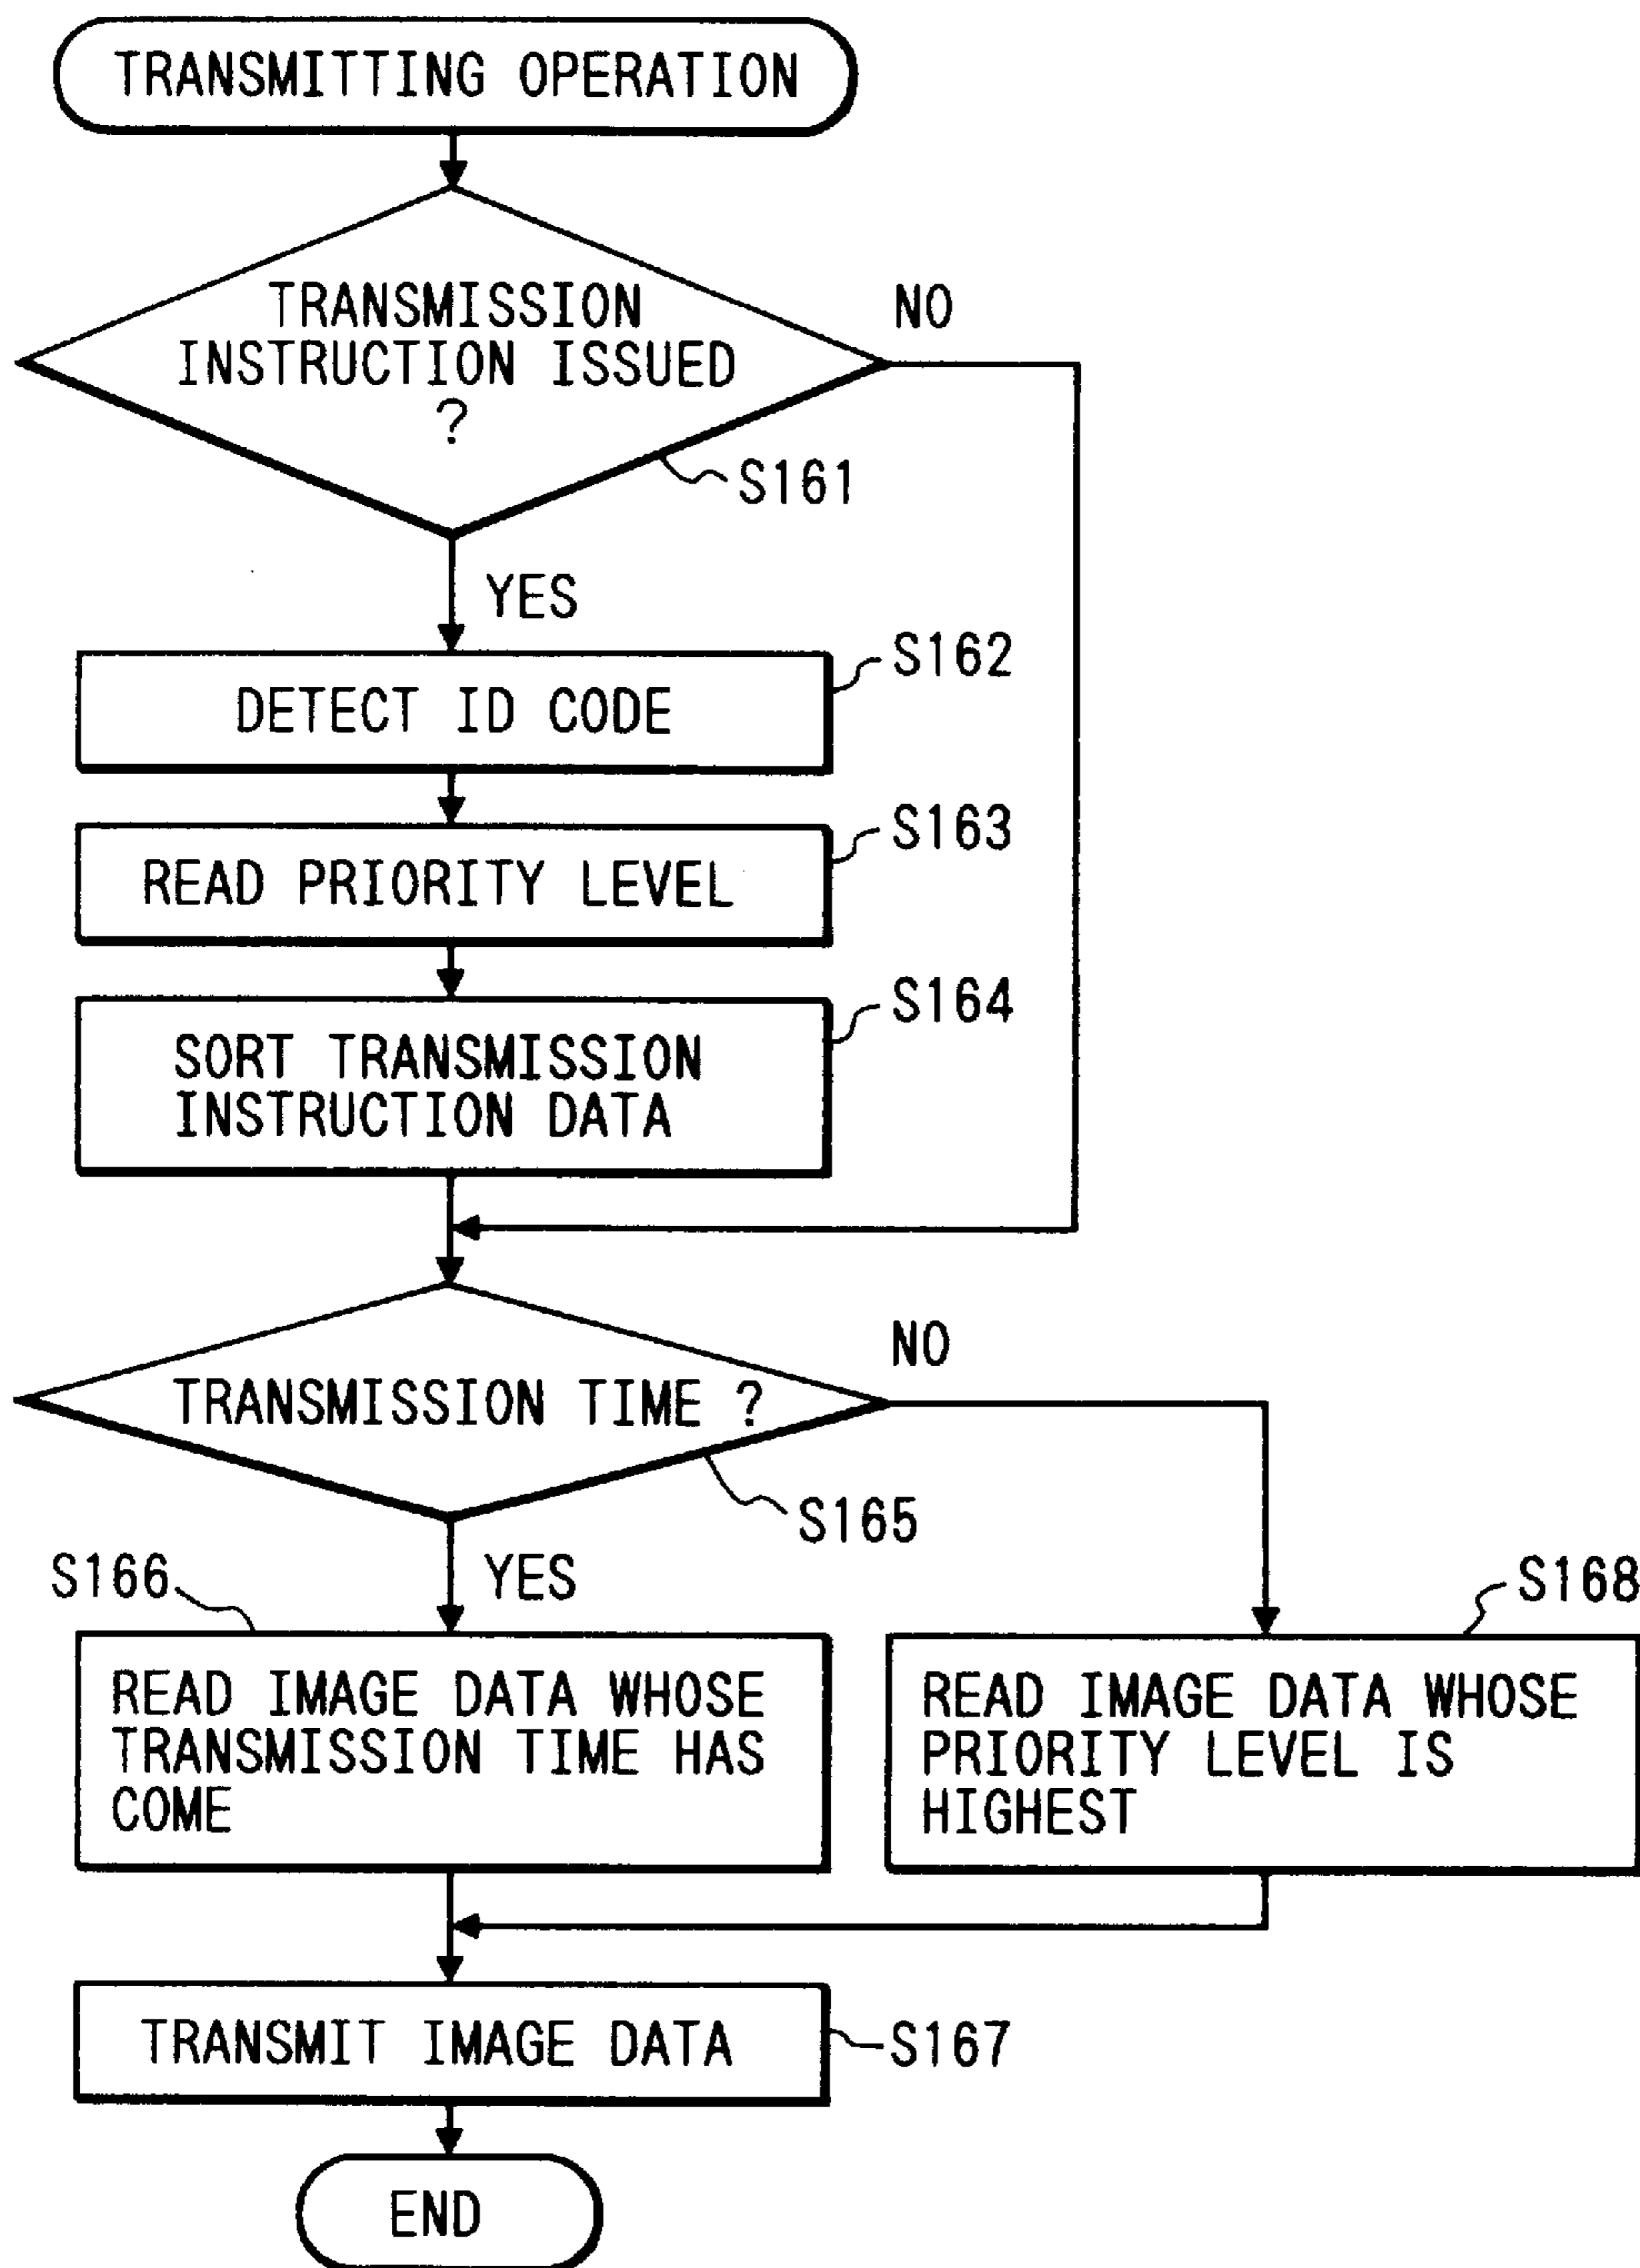 TRANSMITTING OPERATION
TRANSMISSION
INSTRUCTION ISSUED
?
NO
S161
YES
S162
DETECT ID CODE
S163
READ PRIORITY LEVEL
S164
SORT TRANSMISSION
INSTRUCTION DATA
NO
TRANSMISSION TIME ?
S165
YES
S166
S168
READ IMAGE DATA WHOSE
TRANSMISSION TIME HAS
COME
READ IMAGE DATA WHOSE
PRIORITY LEVEL IS
HIGHEST
TRANSMIT IMAGE DATA
S167
END